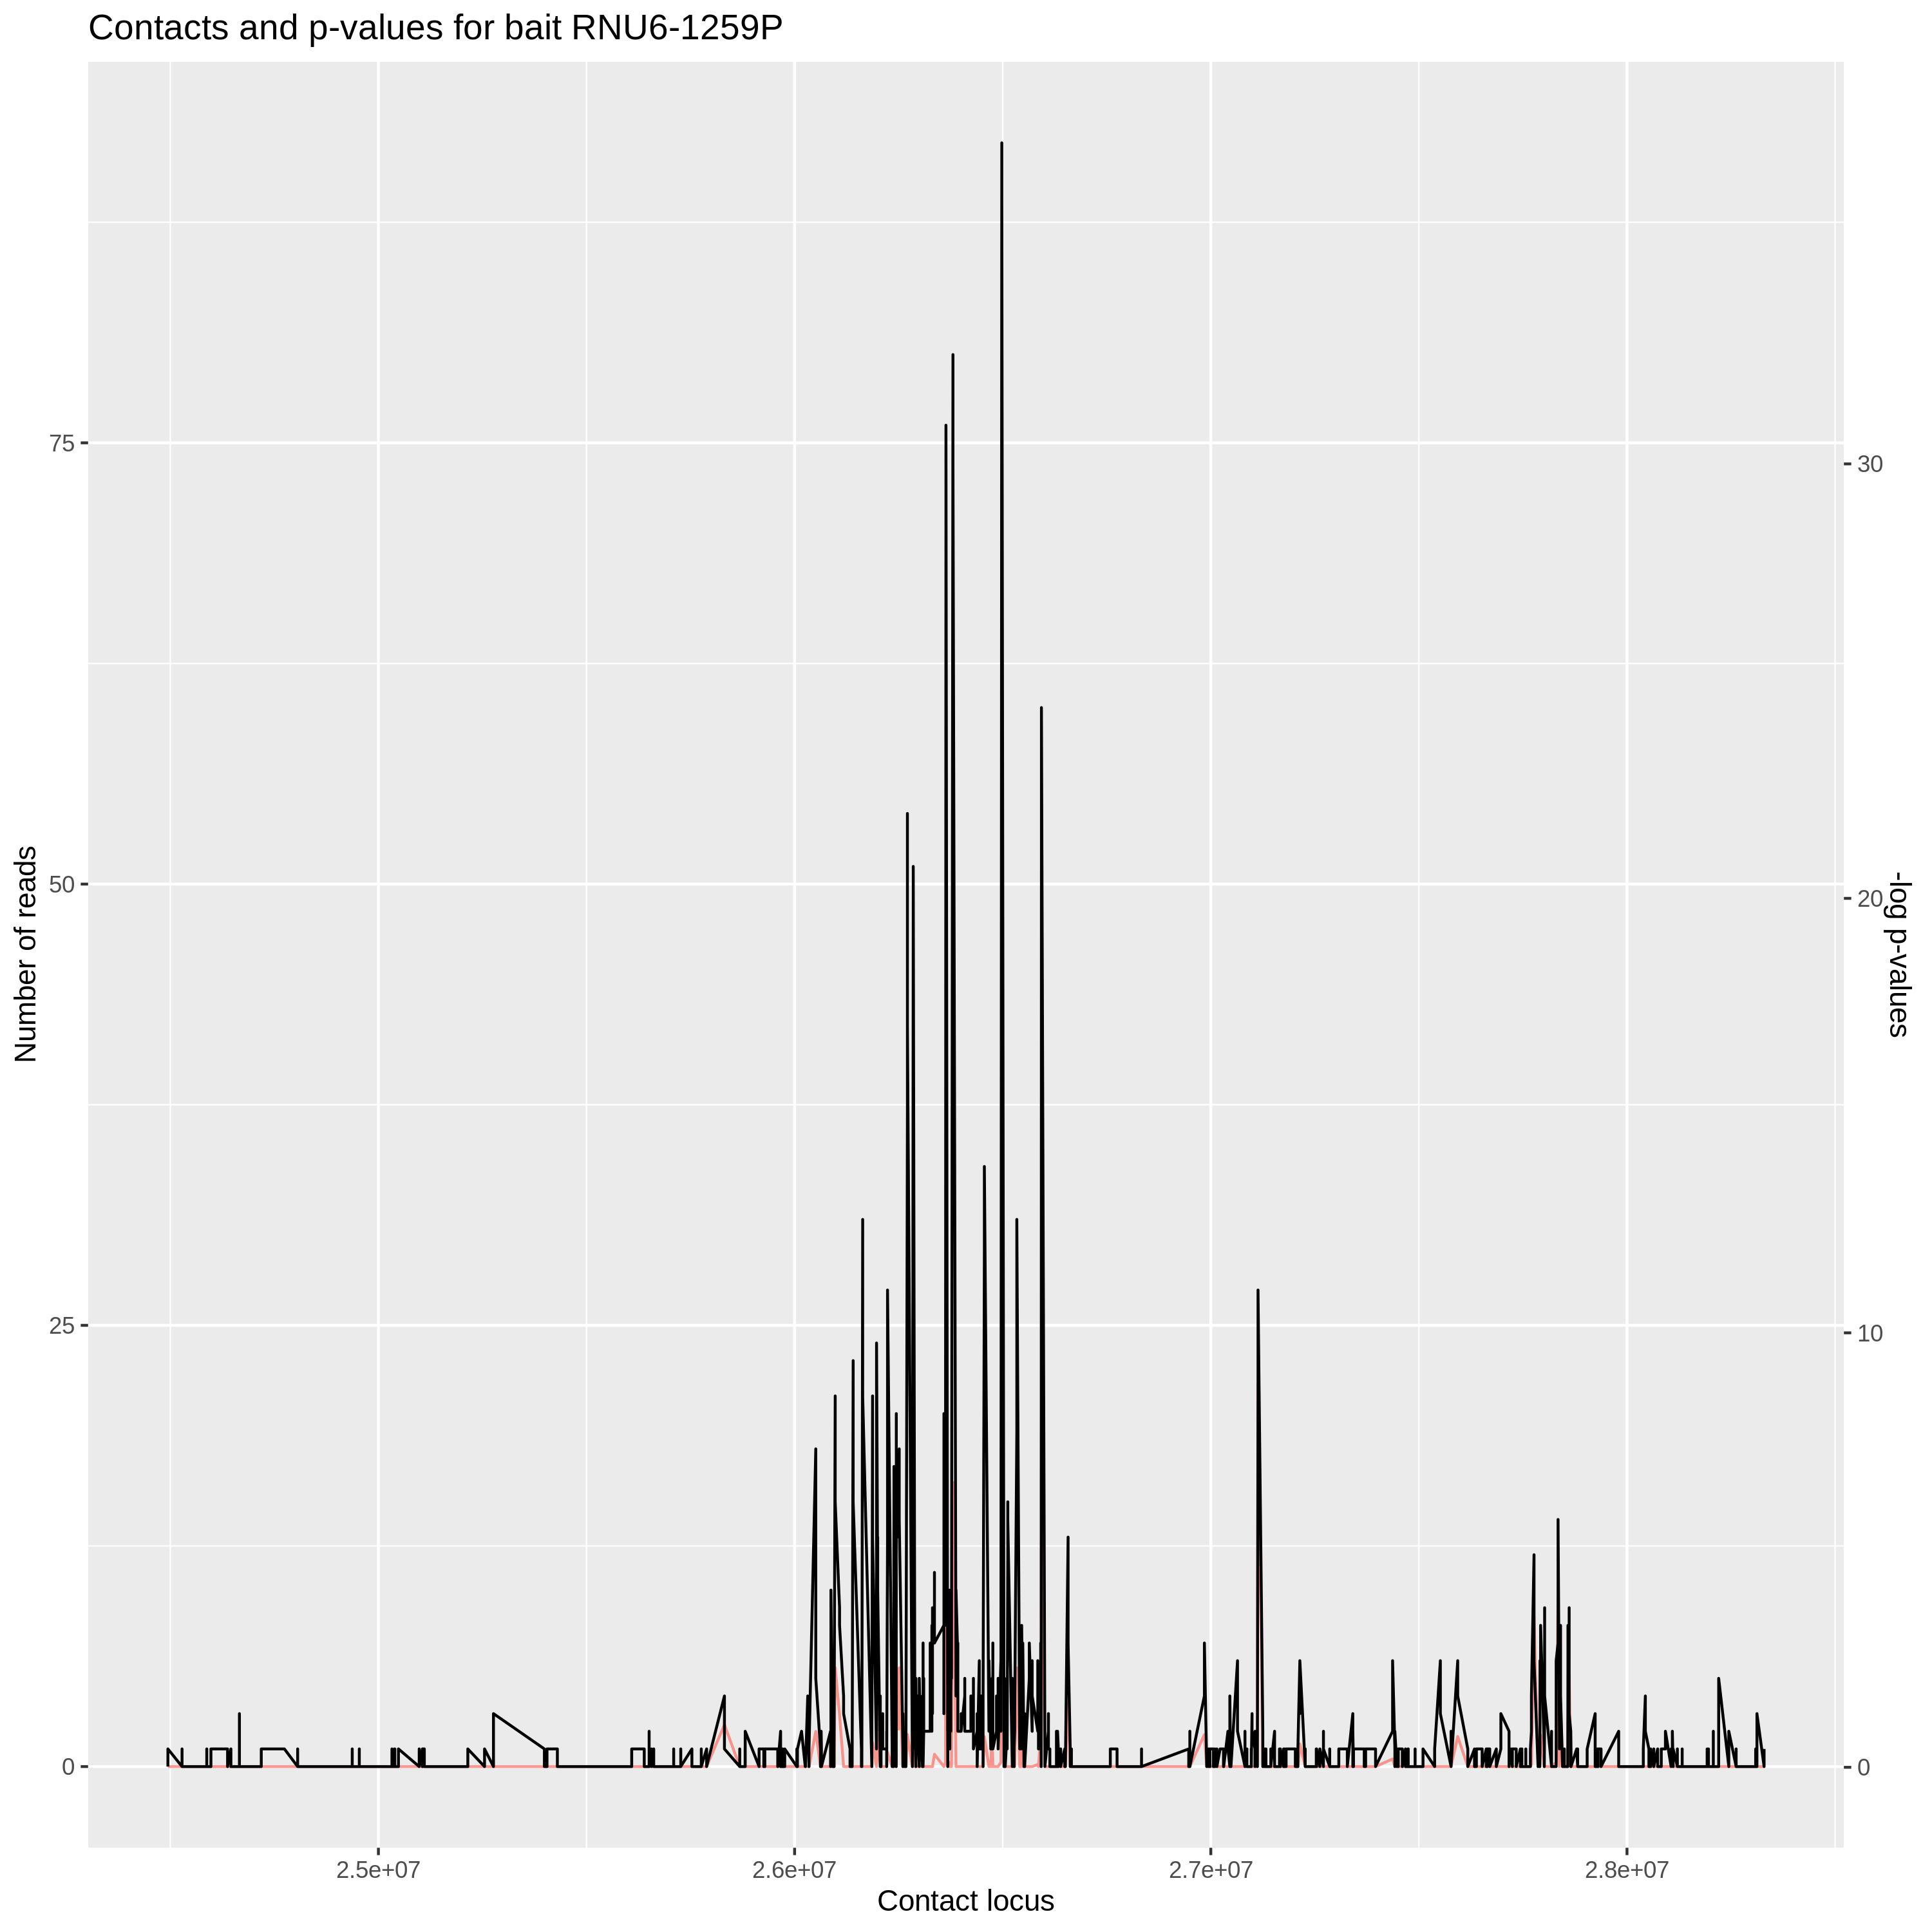 Contacts and p-values for bait RNU6-1259P
75
50
25
0
Number of reads
30
20
10
0
-log p-values
2.5e+07
2.6e+07
2.7e+07
2.8e+07
Contact locus